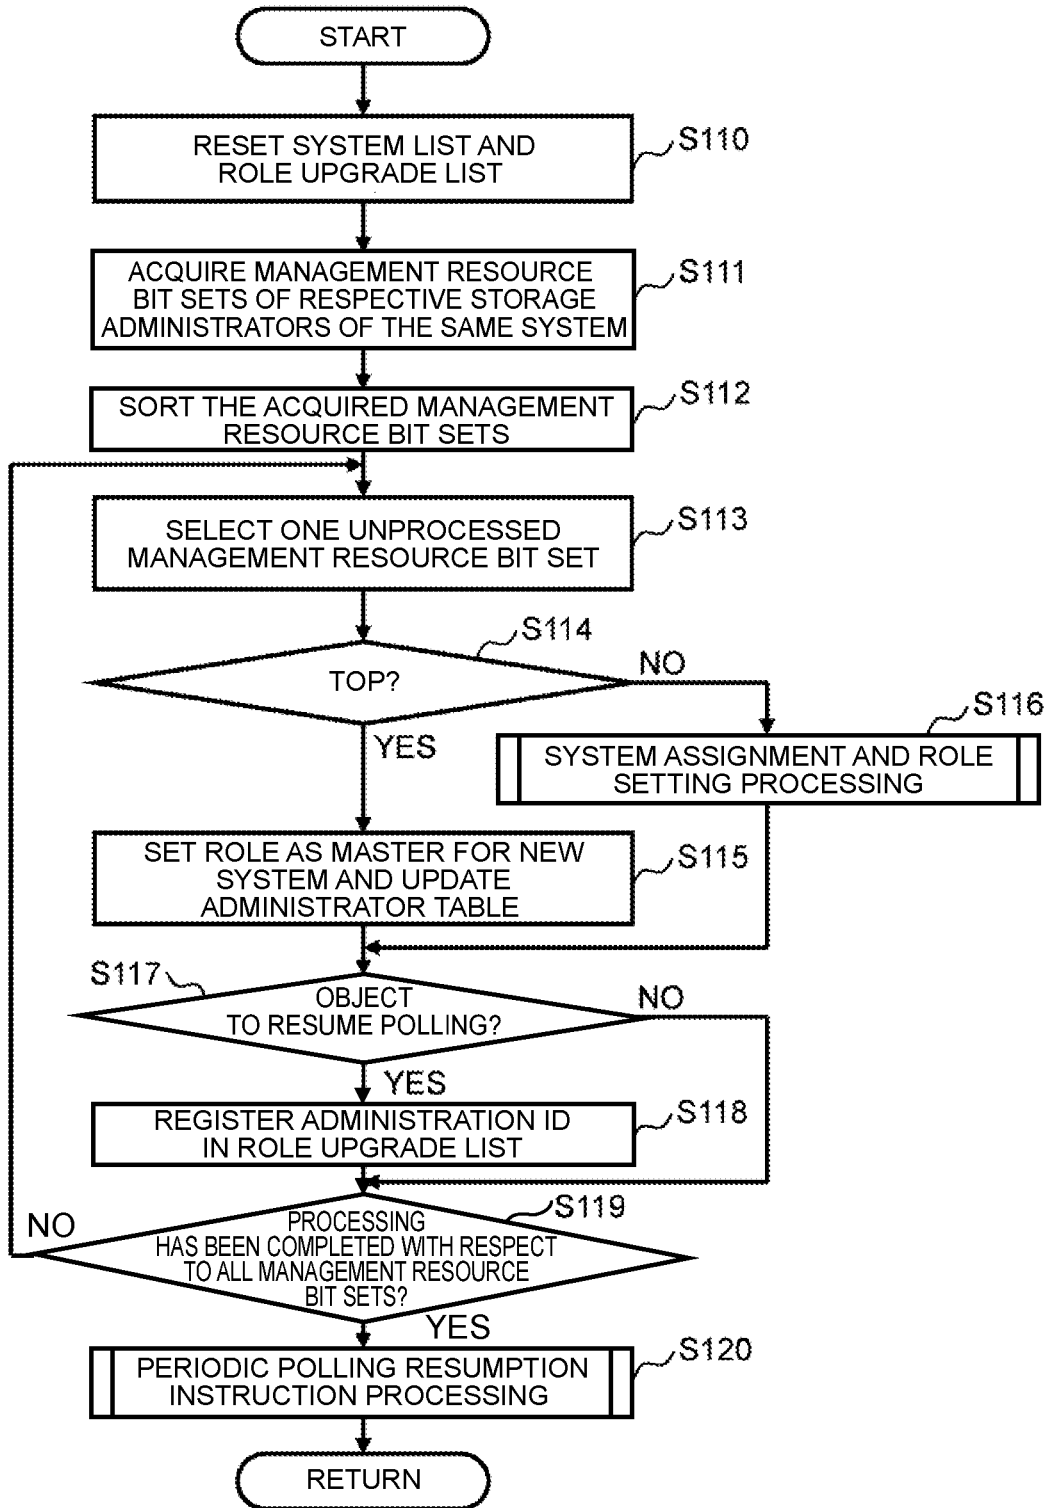 START
RESET SYSTEM LIST AND
ROLE UPGRADE LIST
S110
ACQUIRE MANAGEMENT RESOURCE
BIT SETS OF RESPECTIVE STORAGE
ADMINISTRATORS OF THE SAME SYSTEM
S111
SORT THE ACQUIRED MANAGEMENT
RESOURCE BIT SETS
S112
SELECT ONE UNPROCESSED
MANAGEMENT RESOURCE BIT SET
S113
TOP?
S114
NO
YES
SYSTEM ASSIGNMENT AND ROLE
SETTING PROCESSING
S116
SET ROLE AS MASTER FOR NEW
SYSTEM AND UPDATE
ADMINISTRATOR TABLE
S115
S117
OBJECT
TO RESUME POLLING?
NO
YES
REGISTER ADMINISTRATION ID
IN ROLE UPGRADE LIST
S118
S119
NO
PROCESSING
HAS BEEN COMPLETED WITH RESPECT
TO ALL MANAGEMENT RESOURCE
BIT SETS?
YES
PERIODIC POLLING RESUMPTION
INSTRUCTION PROCESSING
S120
RETURN